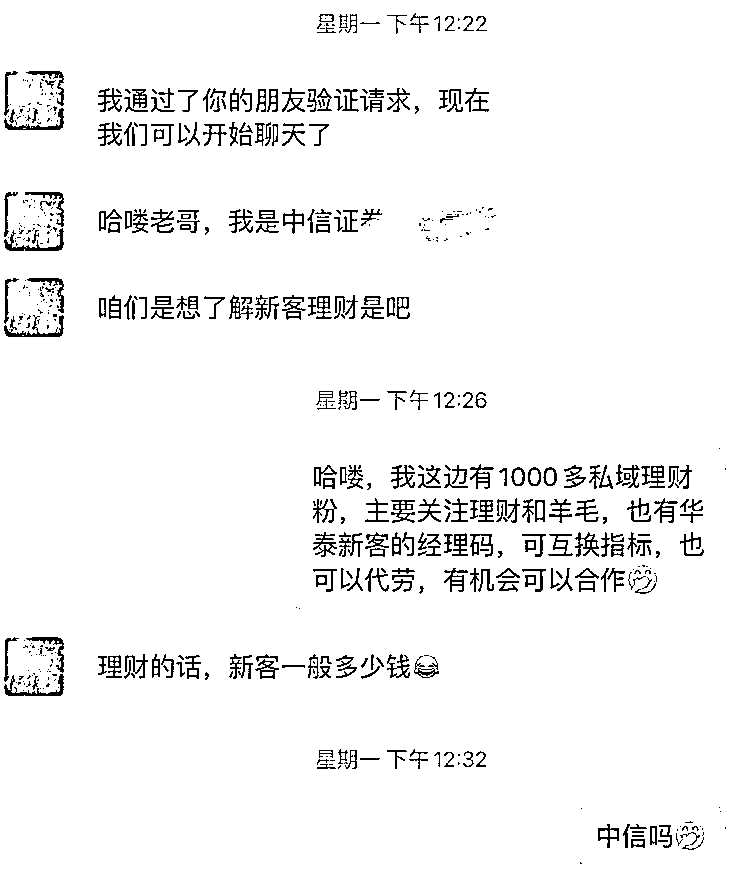 星期一 下午12:22
我通过了你的朋友验证请求，现在
我们可以开始聊天了
哈喽老哥，我是中信证券
咱们是想了解新客理财是吧
星期一 下午12:26
哈喽，我这边有1000多私域理财
粉，主要关注理财和羊毛，也有华
泰新客的经理码，可互换指标，也
可以代劳，有机会可以合作🤭
理财的话，新客一般多少钱😂
星期一 下午12:32
中信吗🤭